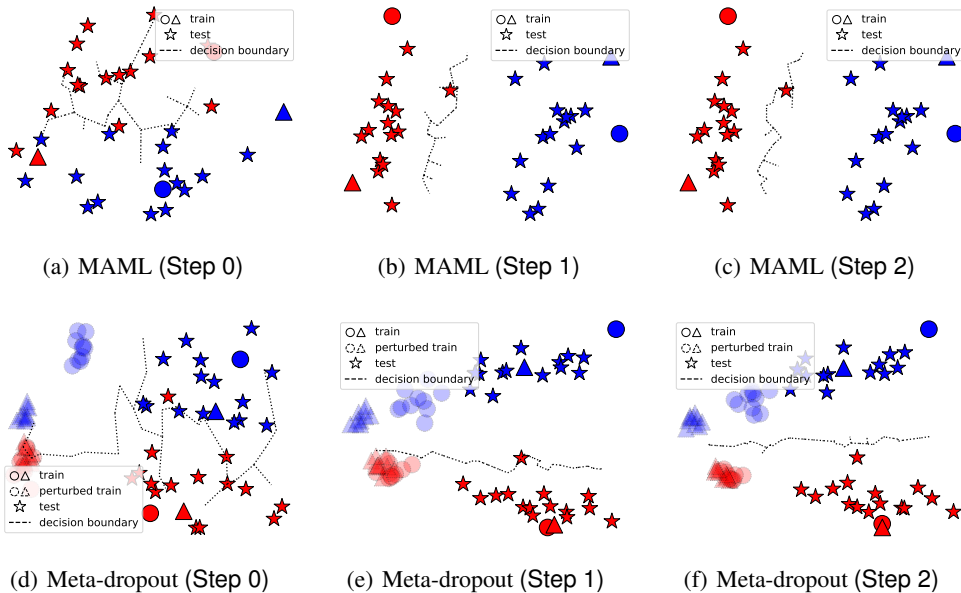 train
test
decision boundary
train
test
decision boundary
train
test
decision boundary
(a) MAML (Step 0)
(b) MAML (Step 1)
(c) MAML (Step 2)
train
perturbed train
test
decision boundary
train
perturbed train
test
decision boundary
train
perturbed train
test
decision boundary
(d) Meta-dropout (Step 0)
(e) Meta-dropout (Step 1)
(f) Meta-dropout (Step 2)